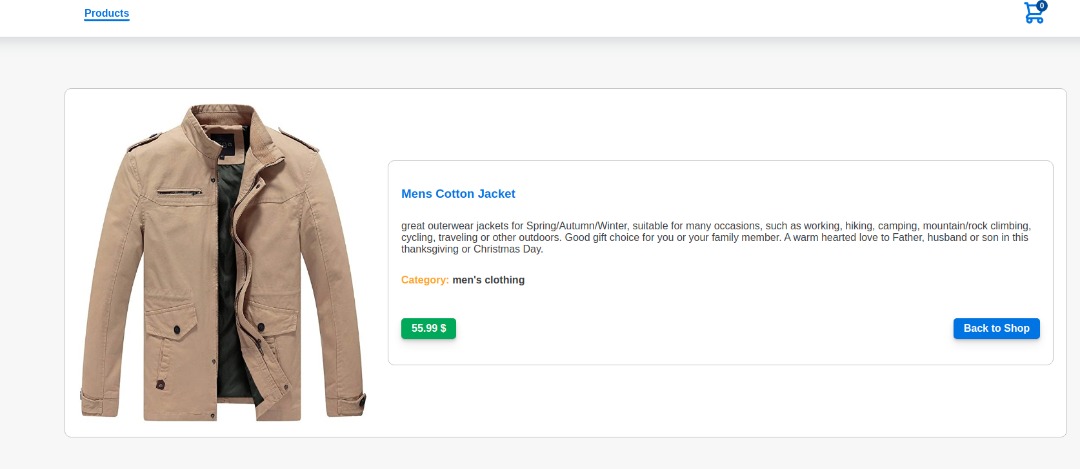 Products
0
Mens Cotton Jacket
great outerwear jackets for Spring/Autumn/Winter, suitable for many occasions, such as working, hiking, camping, mountain/rock climbing,
cycling, traveling or other outdoors. Good gift choice for you or your family member. A warm hearted love to Father, husband or son in this
thanksgiving or Christmas Day.
Category: men's clothing
55.99 $
Back to Shop